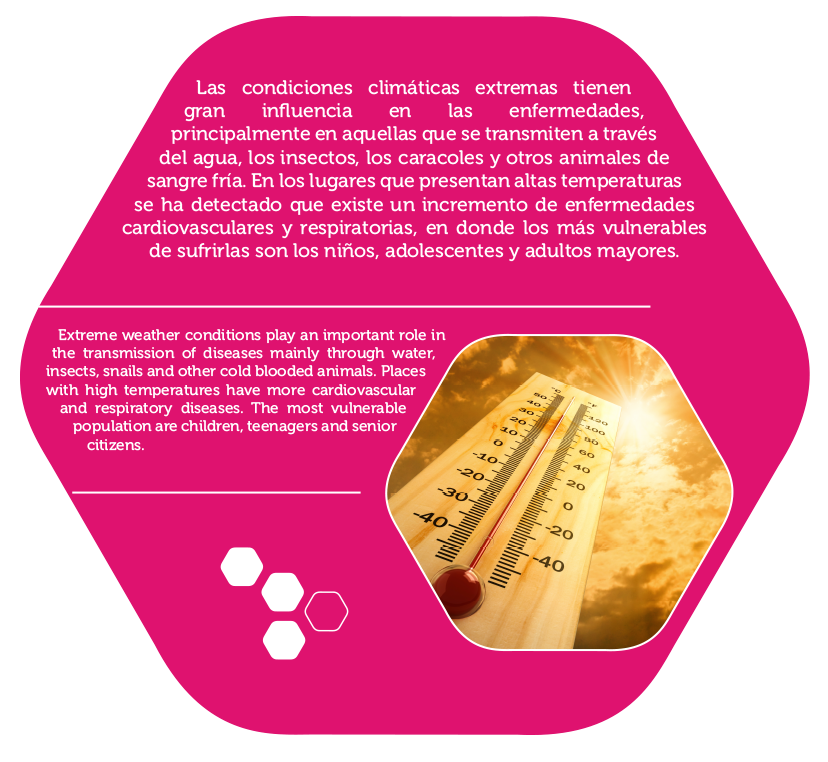 Las condiciones climáticas extremas tienen
gran influencia en las enfermedades,
principalmente en aquellas que se transmiten a través
del agua, los insectos, los caracoles y otros animales de
sangre fría. En los lugares que presentan altas temperaturas
se ha detectado que existe un incremento de enfermedades
cardiovasculares y respiratorias, en donde los más vulnerables
de sufrirlas son los niños, adolescentes y adultos mayores.
Extreme weather conditions play an important role in
the transmission of diseases mainly through water,
insects, snails and other cold blooded animals. Places
with high temperatures have more cardiovascular
and respiratory diseases. The most vulnerable
population are children, teenagers and senior
citizens.
°C °F
50
40 120
30 100
20 80
10 60
0 40
-10 20
-20 0
-30 -20
-40 -40